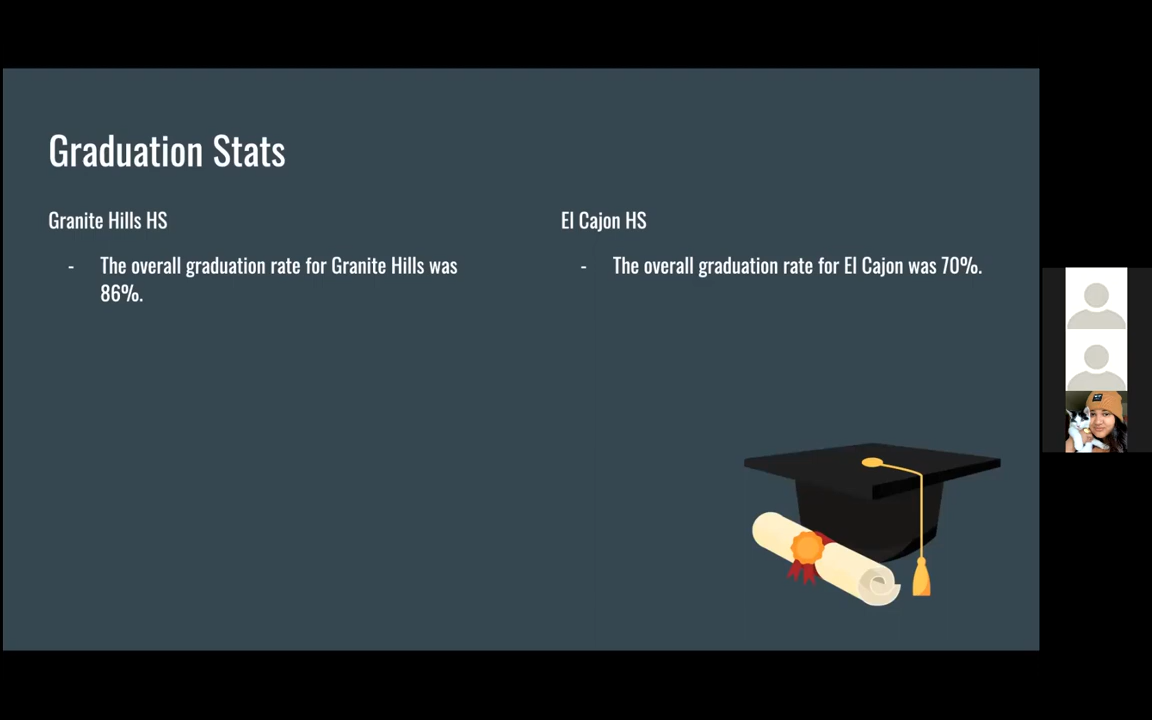 Graduation Stats
Granite Hills HS
- The overall graduation rate for Granite Hills was
86%.
El Cajon HS
- The overall graduation rate for El Cajon was 70%.